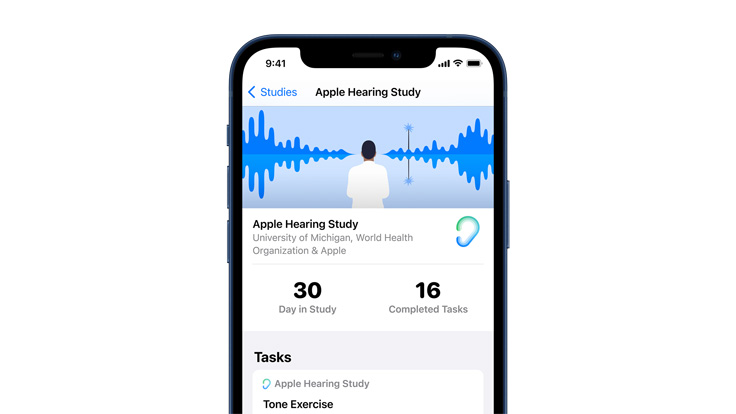 9:41
Studies
Apple Hearing Study
Apple Hearing Study
University of Michigan, World Health
Organization & Apple
30
Day in Study
16
Completed Tasks
Tasks
Apple Hearing Study
Tone Exercise